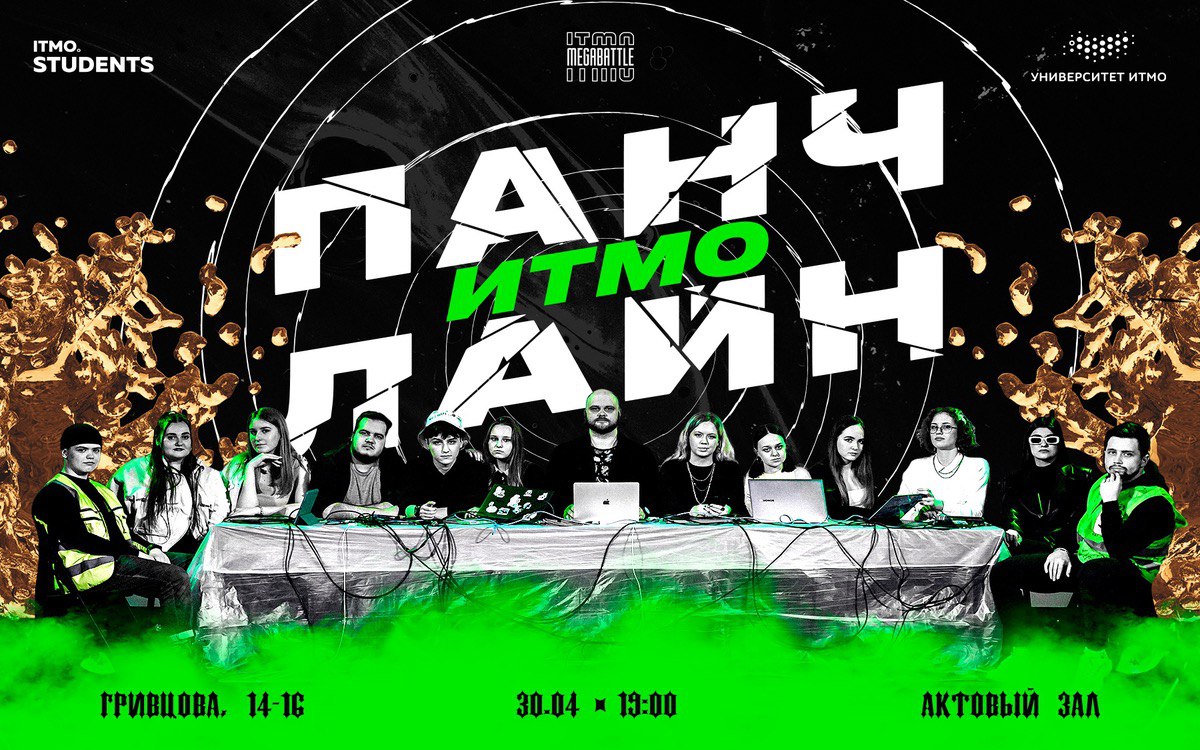 ITMO.
STUDENTS
ITMO
MEGABATTLE
ITMO
УНИВЕРСИТЕТ ИТМО
ПАНЧ
ИТМО
ЛАЙН
HONOR
ГРИВЦОВА, 14-16
30.04 × 19:00
АКТОВЫЙ ЗАЛ